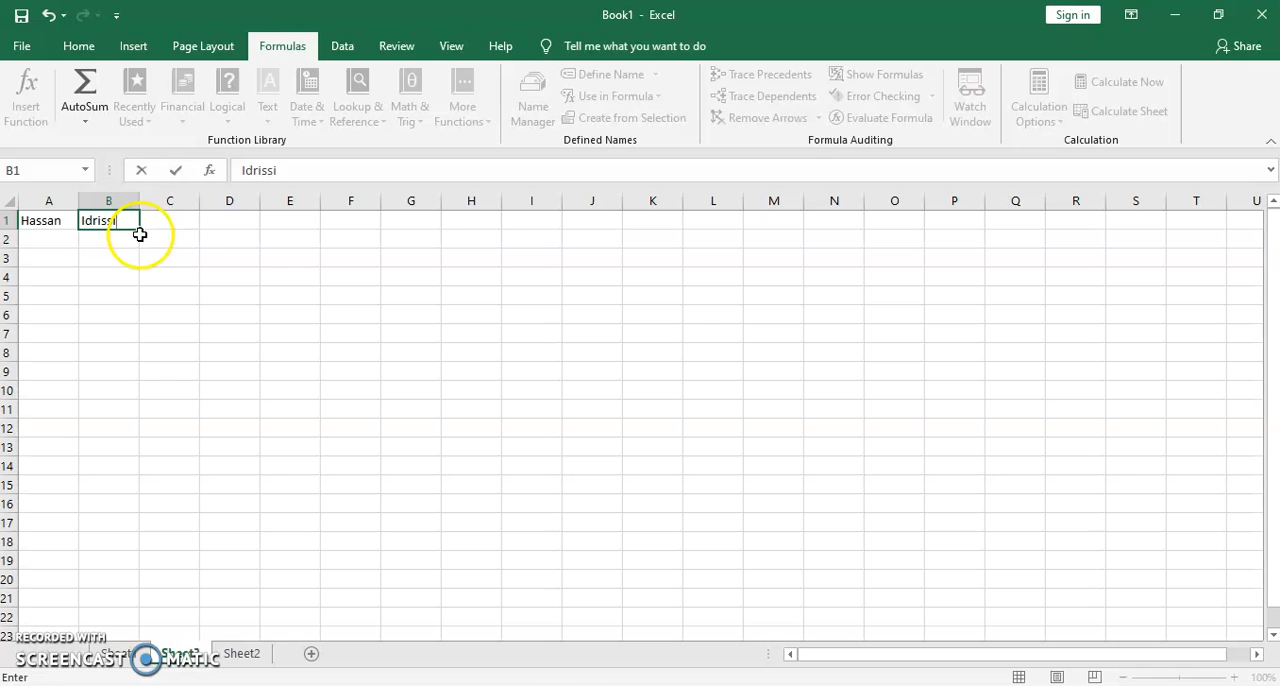 Book1 - Excel
Sign in
File Home Insert Page Layout Formulas Data Review View Help Tell me what you want to do Share
Insert Function
AutoSum
Recently Used
Financial
Logical
Text
Date & Time
Lookup & Reference
Math & Trig
More Functions
Function Library
Name Manager
Define Name
Use in Formula
Create from Selection
Defined Names
Trace Precedents
Trace Dependents
Remove Arrows
Show Formulas
Error Checking
Evaluate Formula
Formula Auditing
Watch Window
Calculation Options
Calculate Now
Calculate Sheet
Calculation
B1 fx Idrissi
A B C D E F G H I J K L M N O P Q R S T U
1 Hassan Idrissi
2
3
4
5
6
7
8
9
10
11
12
13
14
15
16
17
18
19
20
21
22
23
RECORDED WITH
SCREENCAST MATIC
Sheet2
Enter
100%